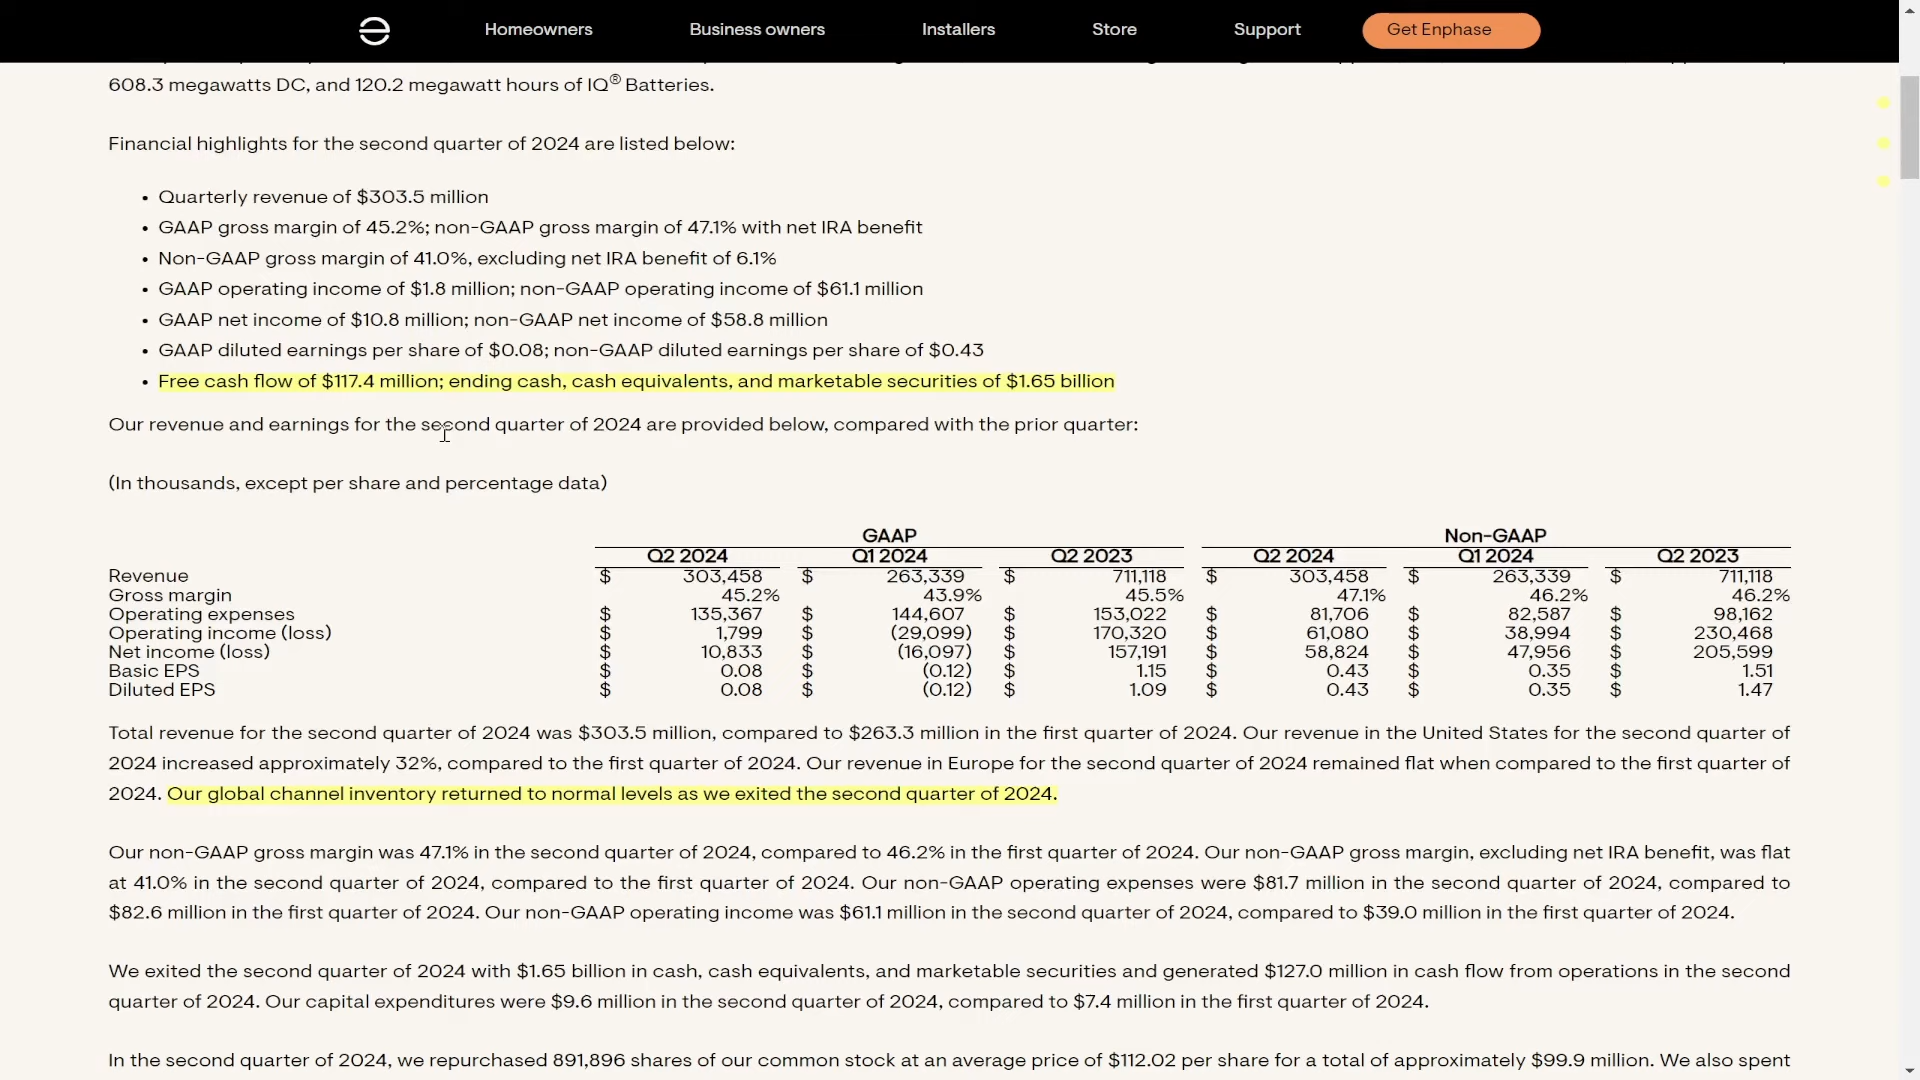 Homeowners Business owners Installers Store Support Get Enphase
608.3 megawatts DC, and 120.2 megawatt hours of IQ® Batteries.
Financial highlights for the second quarter of 2024 are listed below:
• Quarterly revenue of $303.5 million
• GAAP gross margin of 45.2%; non-GAAP gross margin of 47.1% with net IRA benefit
• Non-GAAP gross margin of 41.0%, excluding net IRA benefit of 6.1%
• GAAP operating income of $1.8 million; non-GAAP operating income of $61.1 million
• GAAP net income of $10.8 million; non-GAAP net income of $58.8 million
• GAAP diluted earnings per share of $0.08; non-GAAP diluted earnings per share of $0.43
• Free cash flow of $117.4 million; ending cash, cash equivalents, and marketable securities of $1.65 billion
Our revenue and earnings for the second quarter of 2024 are provided below, compared with the prior quarter:
(In thousands, except per share and percentage data)
GAAP Non-GAAP
Q2 2024 Q1 2024 Q2 2023 Q2 2024 Q1 2024 Q2 2023
Revenue $ 303,458 $ 263,339 $ 711,118 $ 303,458 $ 263,339 $ 711,118
Gross margin 45.2% 43.9% 45.5% 47.1% 46.2% 46.2%
Operating expenses $ 135,367 $ 144,607 $ 153,022 $ 81,706 $ 82,587 $ 98,162
Operating income (loss) $ 1,799 $ (29,099) $ 170,320 $ 61,080 $ 38,994 $ 230,468
Net income (loss) $ 10,833 $ (16,097) $ 157,191 $ 58,824 $ 47,956 $ 205,599
Basic EPS $ 0.08 $ (0.12) $ 1.15 $ 0.43 $ 0.35 $ 1.51
Diluted EPS $ 0.08 $ (0.12) $ 1.09 $ 0.43 $ 0.35 $ 1.47
Total revenue for the second quarter of 2024 was $303.5 million, compared to $263.3 million in the first quarter of 2024. Our revenue in the United States for the second quarter of
2024 increased approximately 32%, compared to the first quarter of 2024. Our revenue in Europe for the second quarter of 2024 remained flat when compared to the first quarter of
2024. Our global channel inventory returned to normal levels as we exited the second quarter of 2024.
Our non-GAAP gross margin was 47.1% in the second quarter of 2024, compared to 46.2% in the first quarter of 2024. Our non-GAAP gross margin, excluding net IRA benefit, was flat
at 41.0% in the second quarter of 2024, compared to the first quarter of 2024. Our non-GAAP operating expenses were $81.7 million in the second quarter of 2024, compared to
$82.6 million in the first quarter of 2024. Our non-GAAP operating income was $61.1 million in the second quarter of 2024, compared to $39.0 million in the first quarter of 2024.
We exited the second quarter of 2024 with $1.65 billion in cash, cash equivalents, and marketable securities and generated $127.0 million in cash flow from operations in the second
quarter of 2024. Our capital expenditures were $9.6 million in the second quarter of 2024, compared to $7.4 million in the first quarter of 2024.
In the second quarter of 2024, we repurchased 891,896 shares of our common stock at an average price of $112.02 per share for a total of approximately $99.9 million. We also spent